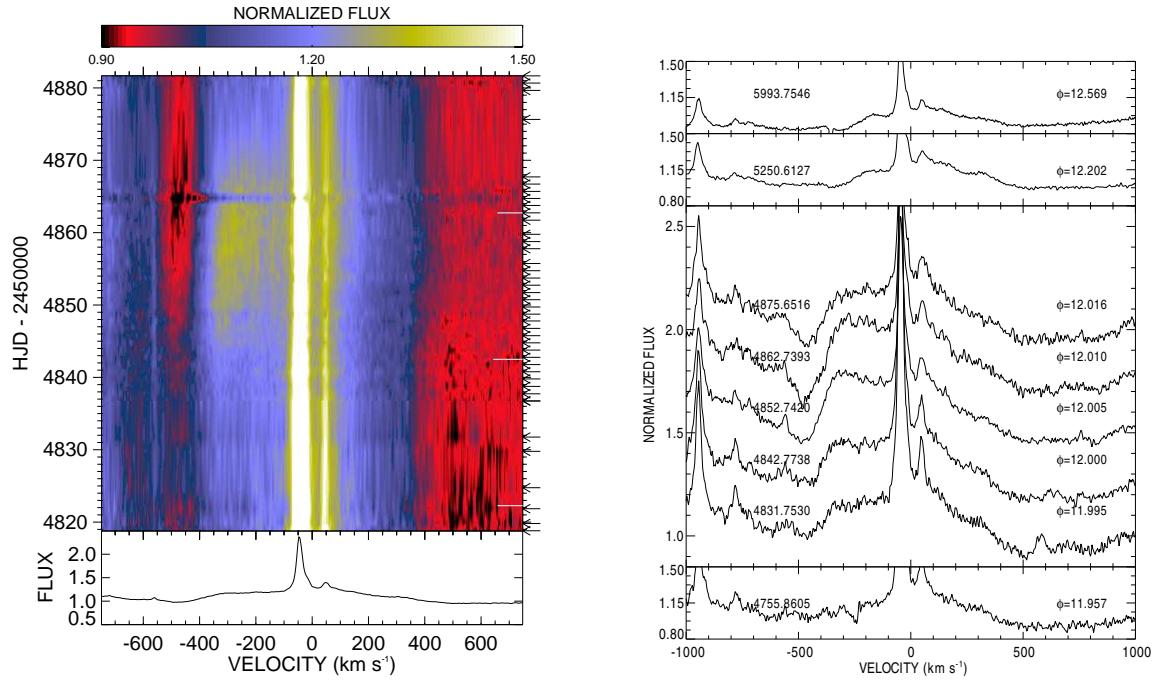 NORMALIZED FLUX
0.90 1.20 1.50
HJD - 2450000
4880
4870
4860
4850
4840
4830
4820
FLUX
2.0
1.5
1.0
0.5
-600 -400 -200 0 200 400 600
VELOCITY (km s-1)
1.50
1.15
5993.7546 ϕ=12.569
1.50
1.15
0.80
5250.6127 ϕ=12.202
NORMALIZED FLUX
2.5
2.0
1.5
1.0
4875.6516 ϕ=12.016
4862.7393 ϕ=12.010
4852.7420 ϕ=12.005
4842.7738 ϕ=12.000
4831.7530 ϕ=11.995
1.50
1.15
0.80
4755.8605 ϕ=11.957
-1000 -500 0 500 1000
VELOCITY (km s-1)